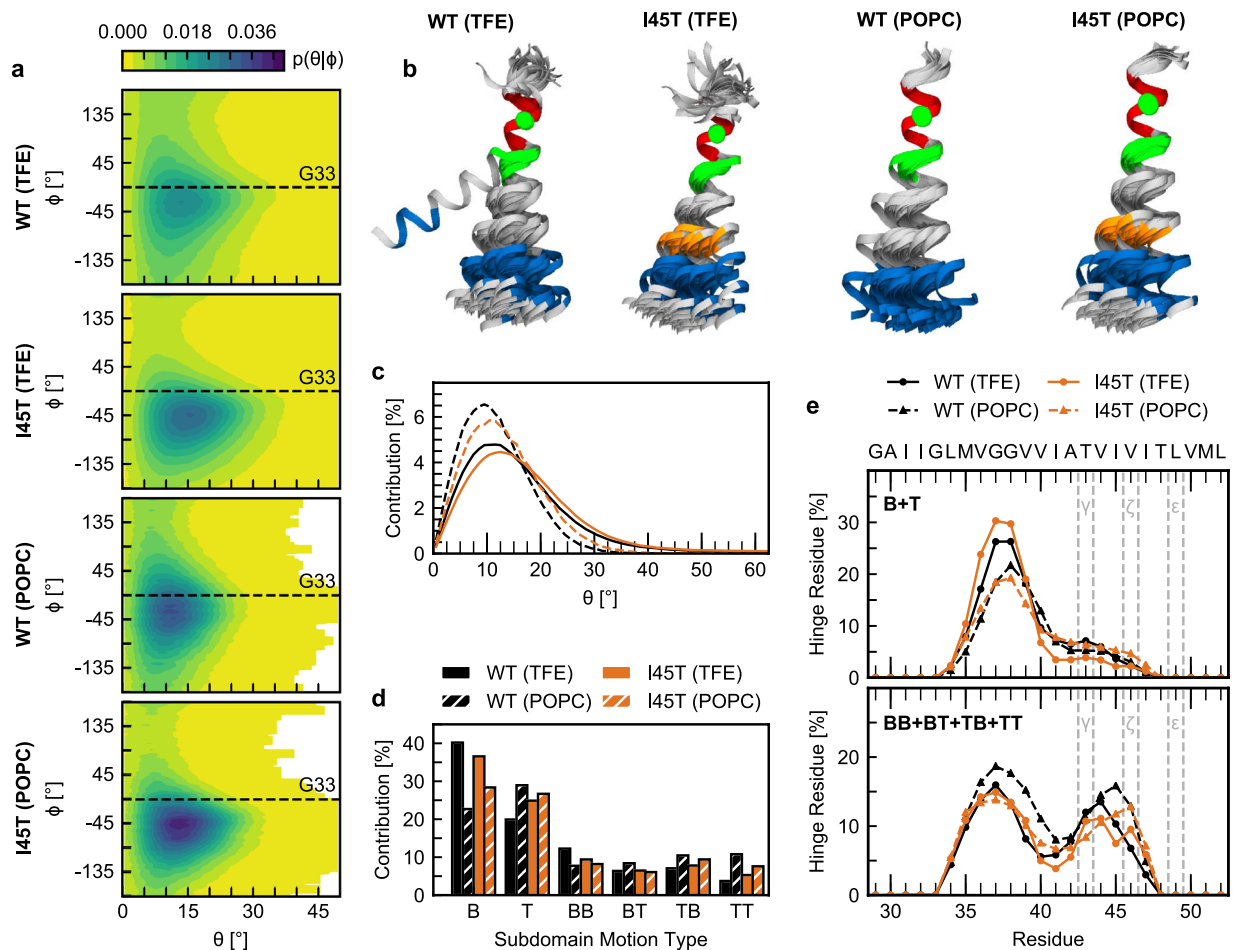 0.000 0.018 0.036
p(θ|ϕ)
a
WT (TFE)
ϕ [°]
135
45
-45
-135
G33
I45T (TFE)
ϕ [°]
135
45
-45
-135
G33
WT (POPC)
ϕ [°]
135
45
-45
-135
G33
I45T (POPC)
ϕ [°]
135
45
-45
-135
G33
0 15 30 45
θ [°]
b
WT (TFE)
I45T (TFE)
WT (POPC)
I45T (POPC)
c
Contribution [%]
6
4
2
0
0 10 20 30 40 50 60
θ [°]
WT (TFE)
I45T (TFE)
WT (POPC)
I45T (POPC)
d
Contribution [%]
40
30
20
10
0
B T BB BT TB TT
Subdomain Motion Type
WT (TFE)
I45T (TFE)
WT (POPC)
I45T (POPC)
e
GA I I GLMVGGVV I AT V I V I T L VML
B+T
γ ζ ε
Hinge Residue [%]
30
20
10
0
BB+BT+TB+TT
γ ζ ε
Hinge Residue [%]
20
10
0
30 35 40 45 50
Residue